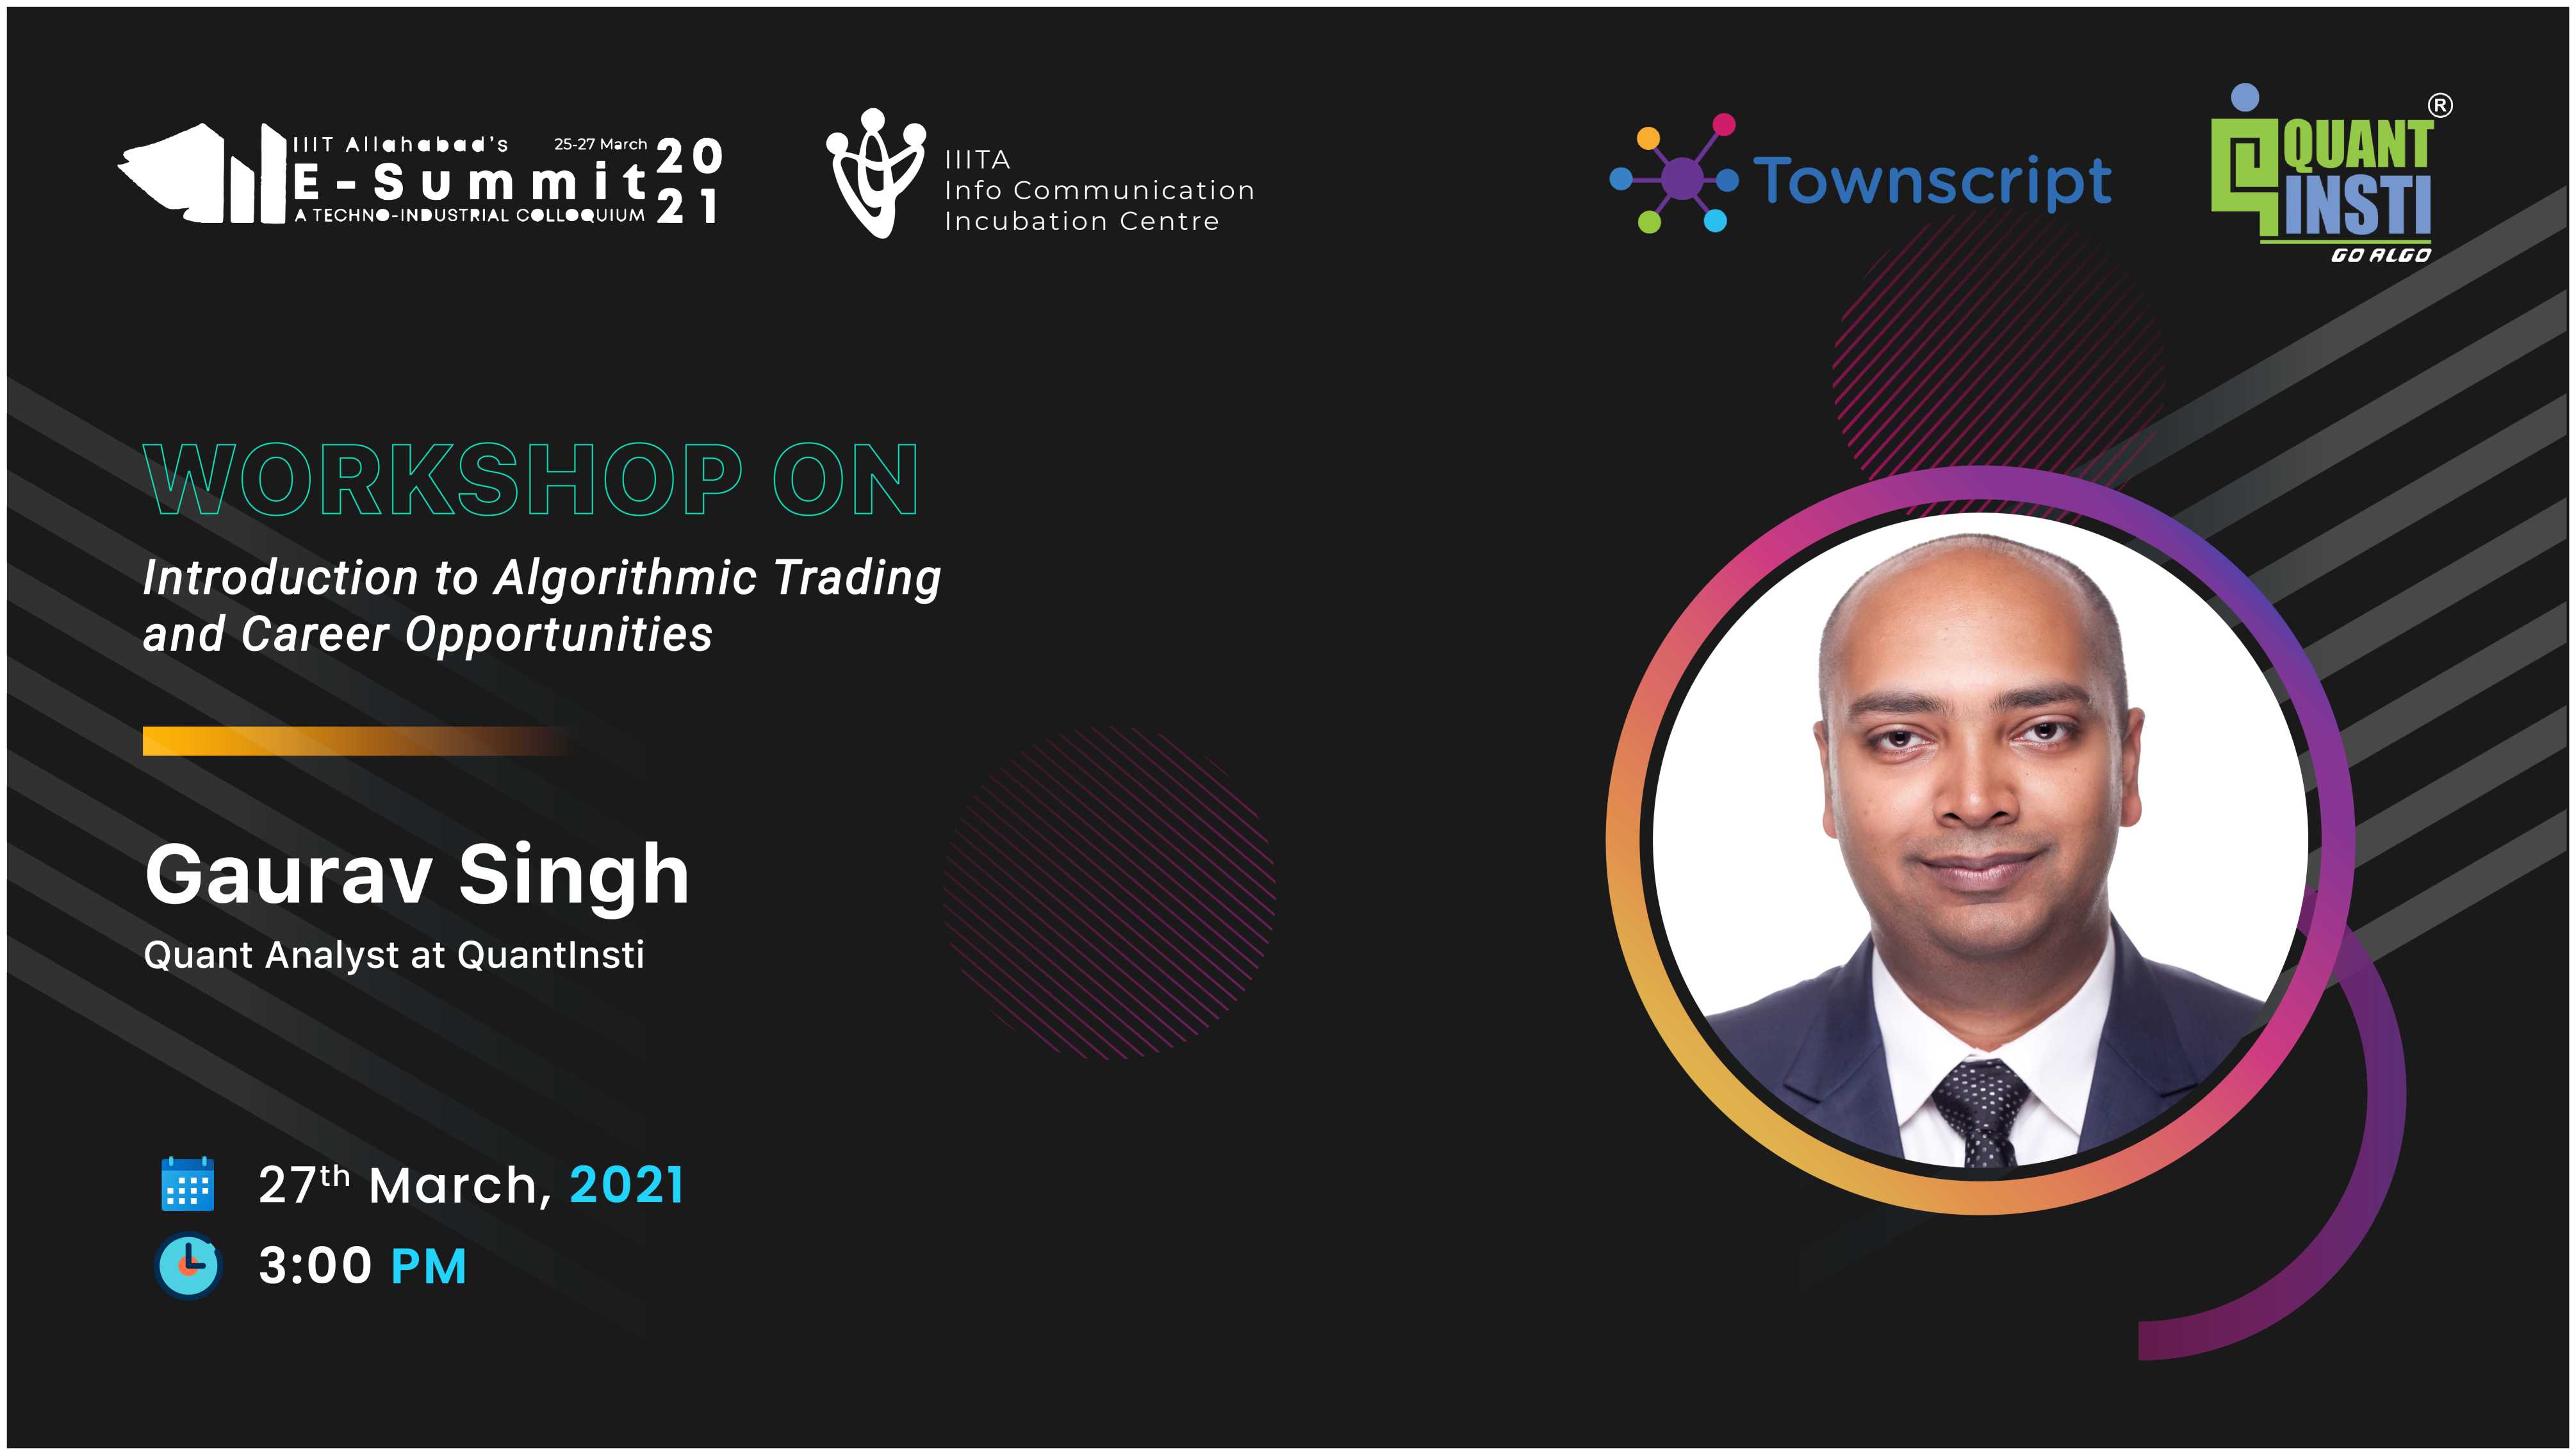 IIIT Allahabad's 25-27 March
E-Summit 2021
A TECHNO-INDUSTRIAL COLLOQUIUM
IIITA
Info Communication
Incubation Centre
Townscript
QUANT
INSTI
®
GO ALGO
WORKSHOP ON
Introduction to Algorithmic Trading
and Career Opportunities
Gaurav Singh
Quant Analyst at QuantInsti
27th March, 2021
3:00 PM